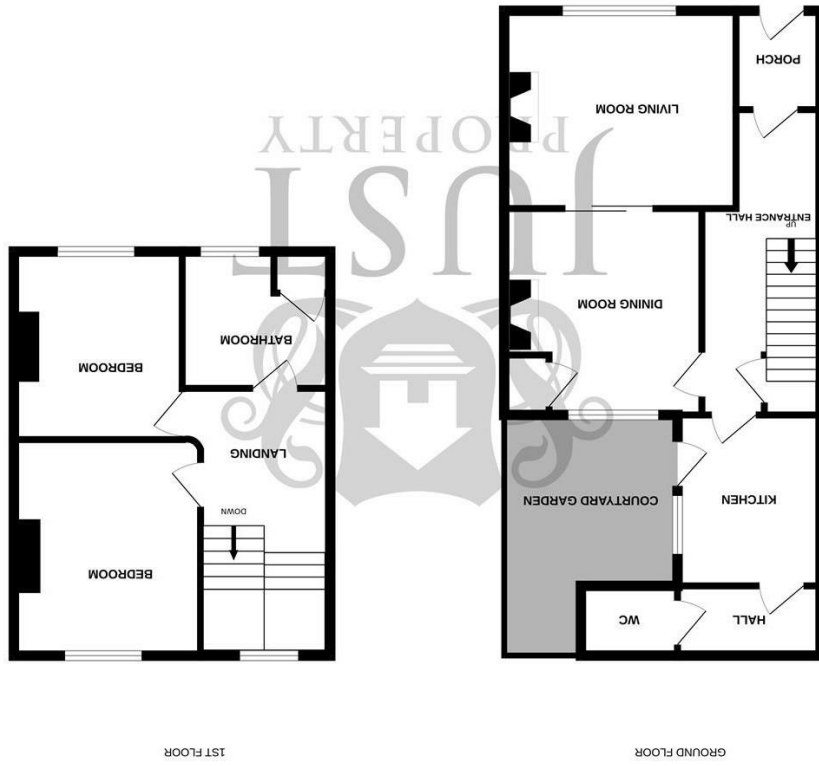 GROUND FLOOR
1ST FLOOR
HALL
WC
KITCHEN
COURTYARD GARDEN
DINING ROOM
UP
ENTRANCE HALL
LIVING ROOM
PORCH
BEDROOM
DOWN
LANDING
BATHROOM
BEDROOM
JUST
PROPERTY